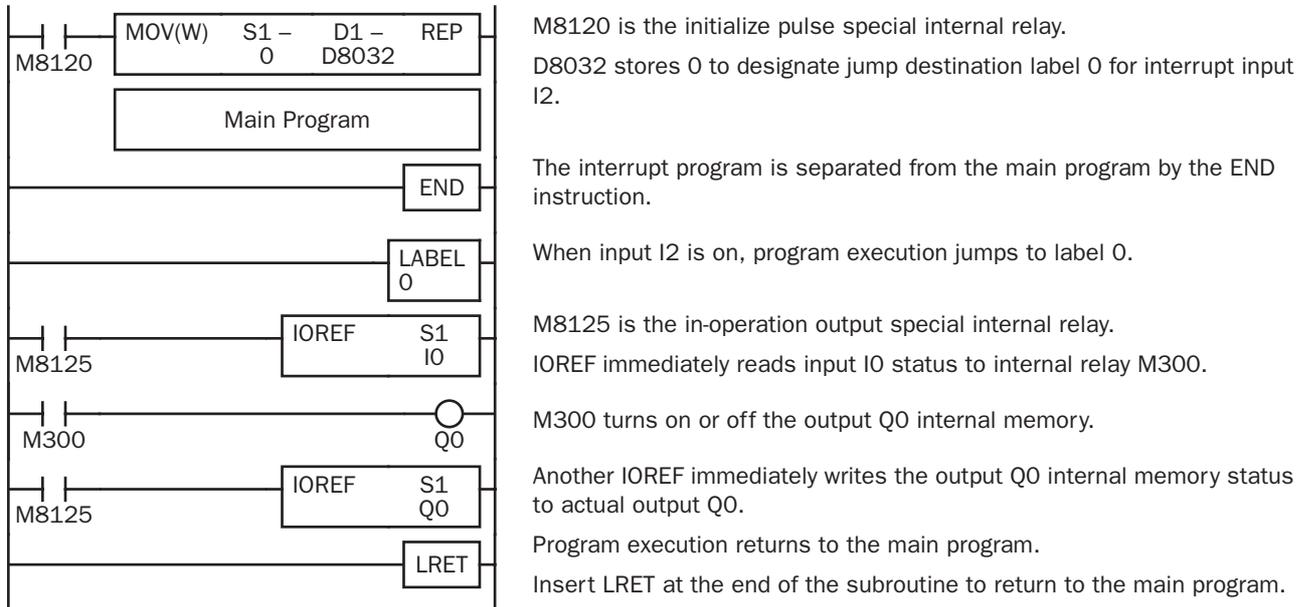 MOV(W) S1 – D1 – REP
0 D8032
M8120
M8120 is the initialize pulse special internal relay.
D8032 stores 0 to designate jump destination label 0 for interrupt input
I2.
Main Program
END
The interrupt program is separated from the main program by the END
instruction.
LABEL
0
When input I2 is on, program execution jumps to label 0.
IOREF S1
I0
M8125
M8125 is the in-operation output special internal relay.
IOREF immediately reads input I0 status to internal relay M300.
M300
Q0
M300 turns on or off the output Q0 internal memory.
IOREF S1
Q0
M8125
Another IOREF immediately writes the output Q0 internal memory status
to actual output Q0.
LRET
Program execution returns to the main program.
Insert LRET at the end of the subroutine to return to the main program.